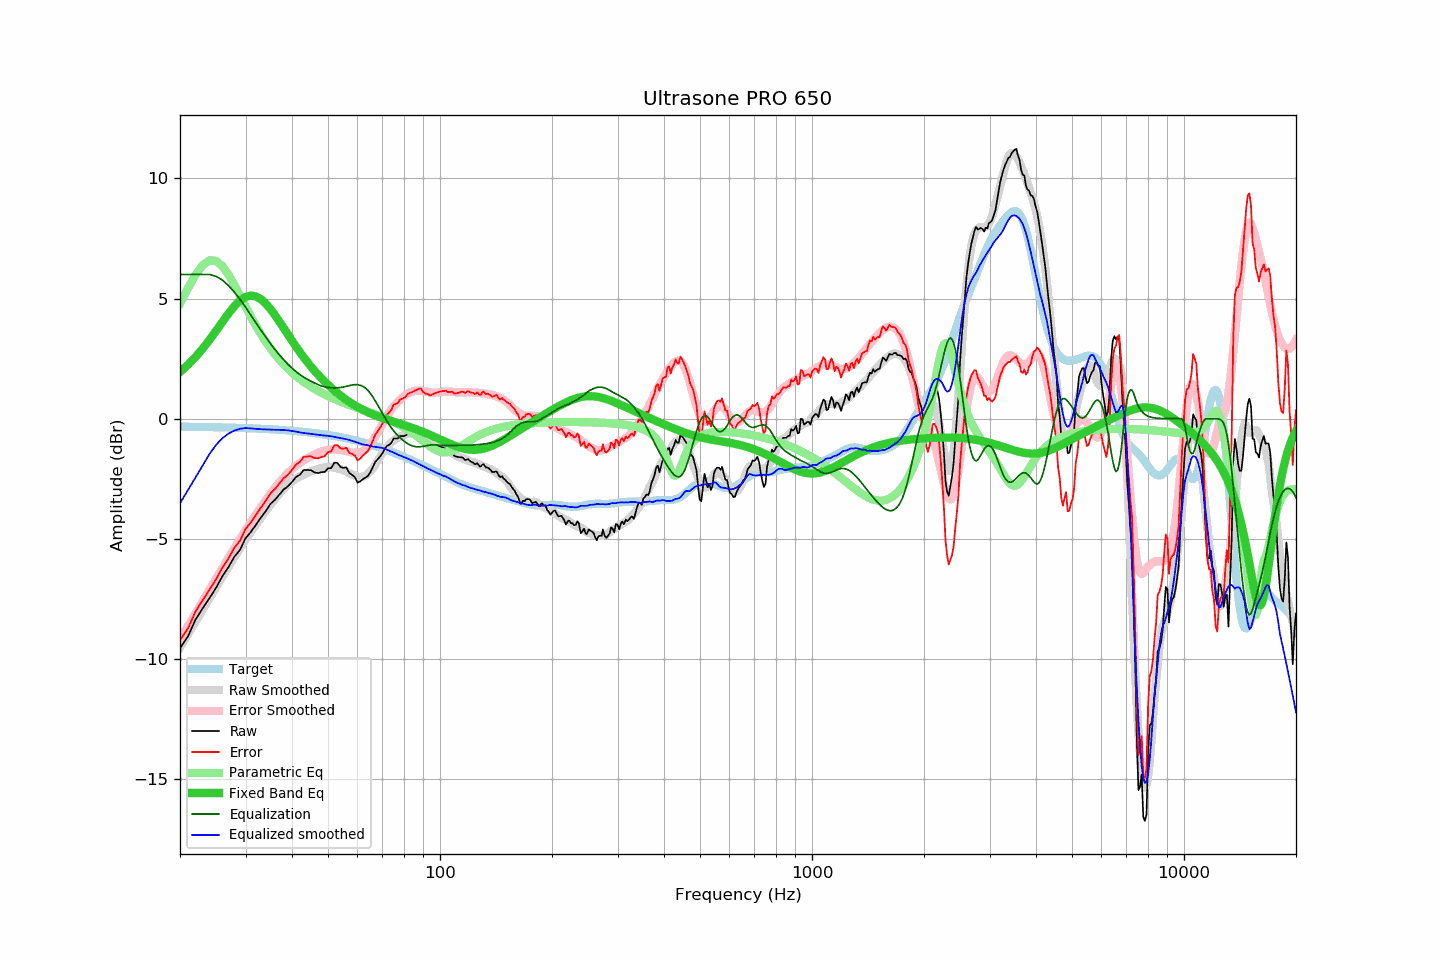 Ultrasone PRO 650
Amplitude (dBr)
10
5
0
−5
−10
−15
Target
Raw Smoothed
Error Smoothed
Raw
Error
Parametric Eq
Fixed Band Eq
Equalization
Equalized smoothed
100
1000
10000
Frequency (Hz)